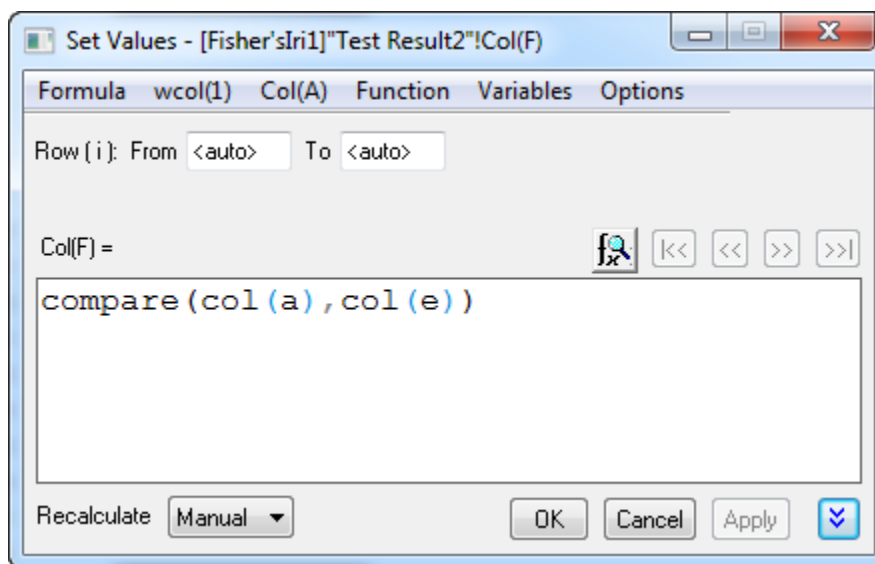 Set Values - [Fisher'sIri1]"Test Result2"!Col(F)
Formula wcol(1) Col(A) Function Variables Options
Row (i): From <auto> To <auto>
Col(F) =
fx |<< << >> >>|
compare(col(a),col(e))
Recalculate Manual OK Cancel Apply